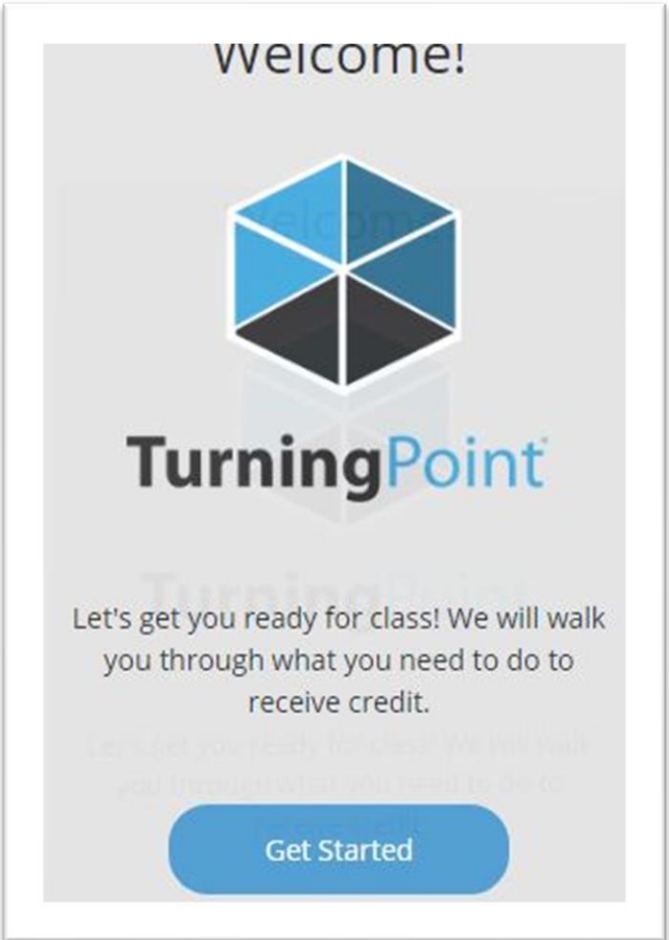 Welcome!
TurningPoint
Let's get you ready for class! We will walk
you through what you need to do to
receive credit.
Get Started